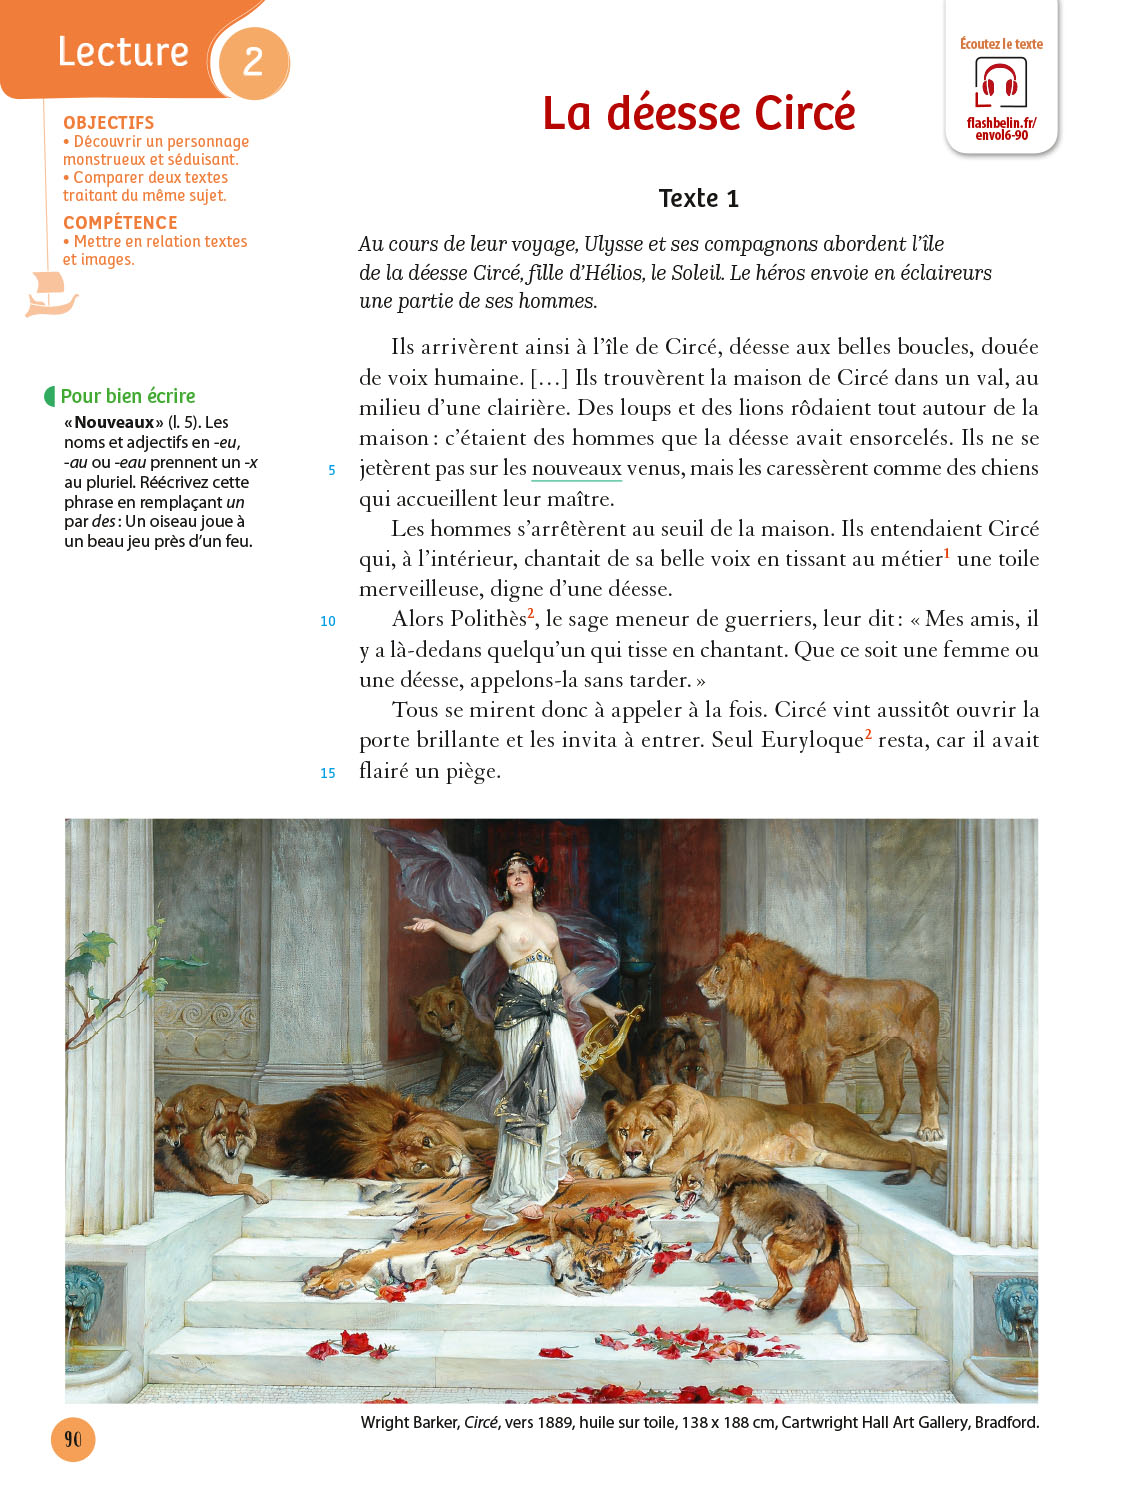 Lecture 2
Écoutez le texte
flashbelin.fr/
envol6-90
OBJECTIFS
• Découvrir un personnage
monstrueux et séduisant.
• Comparer deux textes
traitant du même sujet.
COMPÉTENCE
• Mettre en relation textes
et images.
La déesse Circé
Texte 1
Au cours de leur voyage, Ulysse et ses compagnons abordent l’île
de la déesse Circé, fille d’Hélios, le Soleil. Le héros envoie en éclaireurs
une partie de ses hommes.
Pour bien écrire
« Nouveaux » (l. 5). Les
noms et adjectifs en -eu,
-au ou -eau prennent un -x
au pluriel. Réécrivez cette
phrase en remplaçant un
par des : Un oiseau joue à
un beau jeu près d’un feu.
Ils arrivèrent ainsi à l’île de Circé, déesse aux belles boucles, douée
de voix humaine. […] Ils trouvèrent la maison de Circé dans un val, au
milieu d’une clairière. Des loups et des lions rôdaient tout autour de la
maison : c’étaient des hommes que la déesse avait ensorcelés. Ils ne se
5 jetèrent pas sur les nouveaux venus, mais les caressèrent comme des chiens
qui accueillent leur maître.
Les hommes s’arrêtèrent au seuil de la maison. Ils entendaient Circé
qui, à l’intérieur, chantait de sa belle voix en tissant au métier1 une toile
merveilleuse, digne d’une déesse.
10 Alors Polithès2, le sage meneur de guerriers, leur dit : « Mes amis, il
y a là-dedans quelqu’un qui tisse en chantant. Que ce soit une femme ou
une déesse, appelons-la sans tarder. »
Tous se mirent donc à appeler à la fois. Circé vint aussitôt ouvrir la
porte brillante et les invita à entrer. Seul Euryloque2 resta, car il avait
15 flairé un piège.
Wright Barker, Circé, vers 1889, huile sur toile, 138 x 188 cm, Cartwright Hall Art Gallery, Bradford.
90